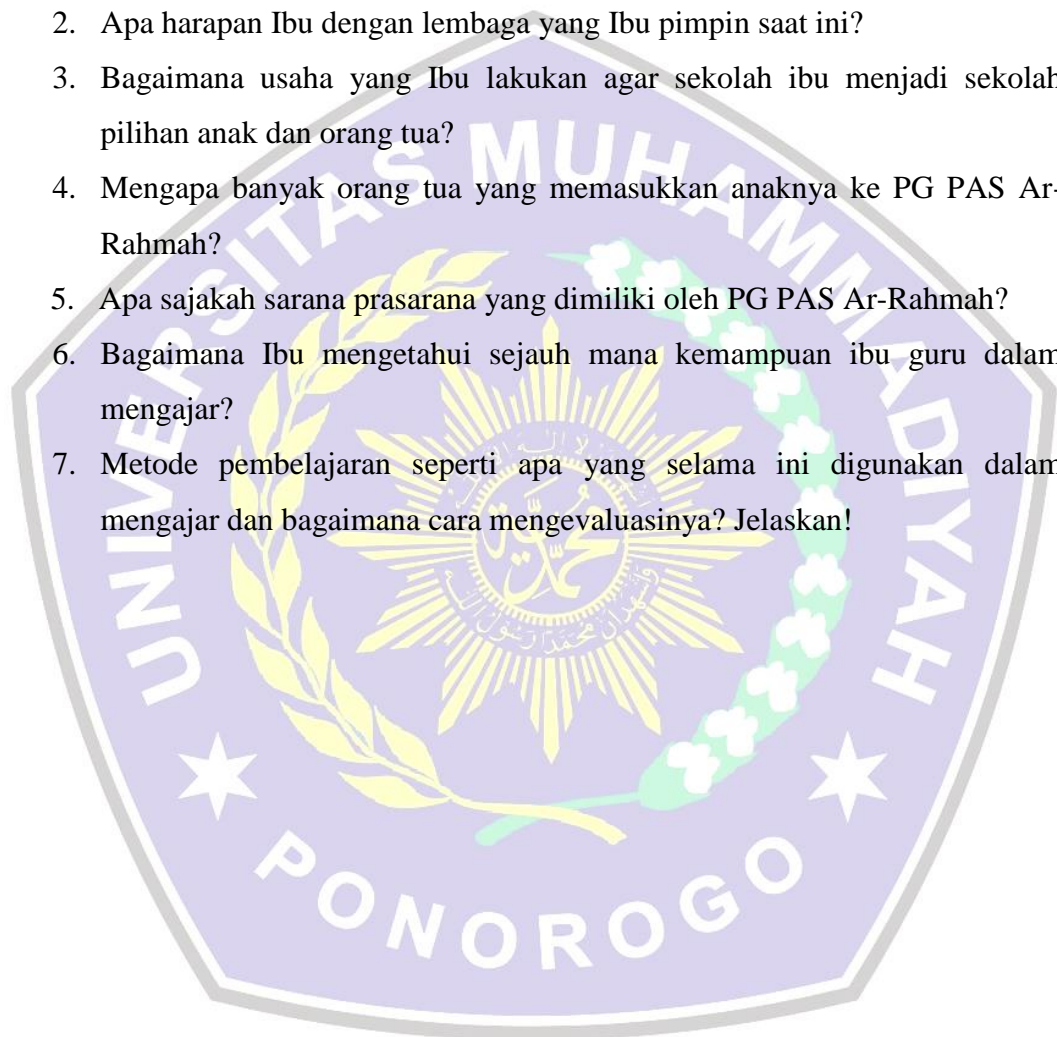 2. Apa harapan Ibu dengan lembaga yang Ibu pimpin saat ini?
3. Bagaimana usaha yang Ibu lakukan agar sekolah ibu menjadi sekolah
pilihan anak dan orang tua?
4. Mengapa banyak orang tua yang memasukkan anaknya ke PG PAS Ar-
Rahmah?
5. Apa sajakah sarana prasarana yang dimiliki oleh PG PAS Ar-Rahmah?
6. Bagaimana Ibu mengetahui sejauh mana kemampuan ibu guru dalam
mengajar?
7. Metode pembelajaran seperti apa yang selama ini digunakan dalam
mengajar dan bagaimana cara mengevaluasinya? Jelaskan!
UNIVERSITAS MUHAMMADIYAH
PONOROGO